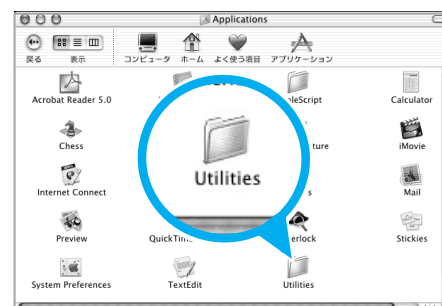 Applications
戻る 表示 コンピュータ ホーム よく使う項目 アプリケーション
Acrobat Reader 5.0 Calculator
Chess iMovie
Utilities
Internet Connect Mail
Preview Stickies
System Preferences TextEdit Utilities